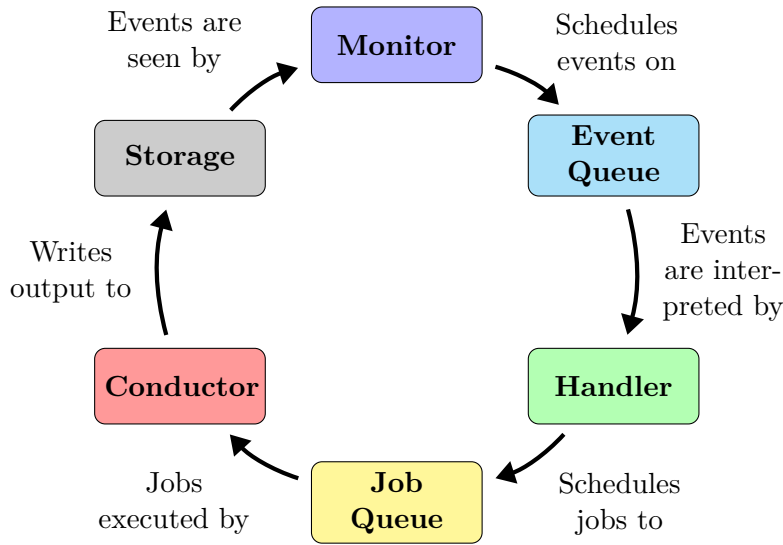 Events are
seen by
Monitor
Schedules
events on
Storage
Event
Queue
Writes
output to
Events
are inter-
preted by
Conductor
Handler
Jobs
executed by
Job
Queue
Schedules
jobs to